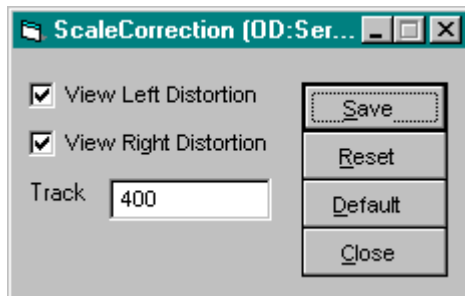 ScaleCorrection (OD:Ser...
View Left Distortion
Save
View Right Distortion
Reset
Track 400
Default
Close